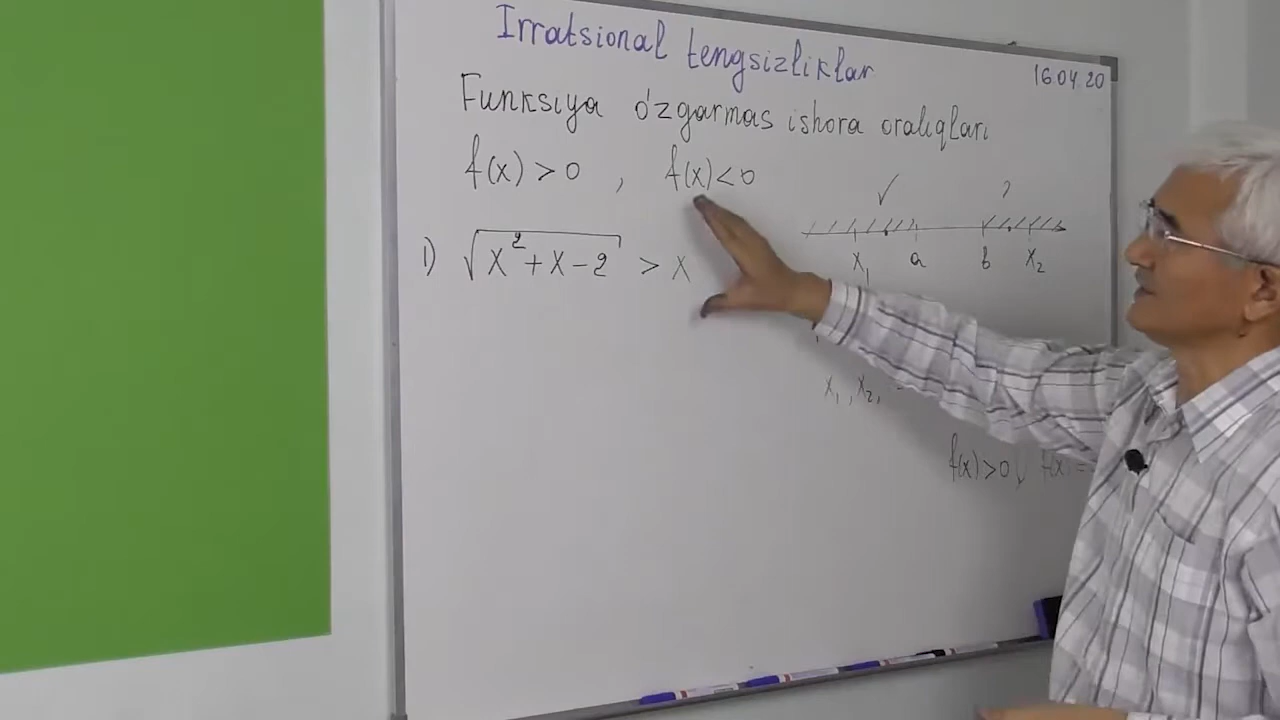 Irratsional tengsizliklar
16.04.20
Funksiya o'zgarmas ishora oraliqlari
f(x) > 0 , f(x) < 0
✓ ?
x₁ a b x₂
1) √(x²+x-2) > x
x₁, x₂,
f(x)>0 f(x)=